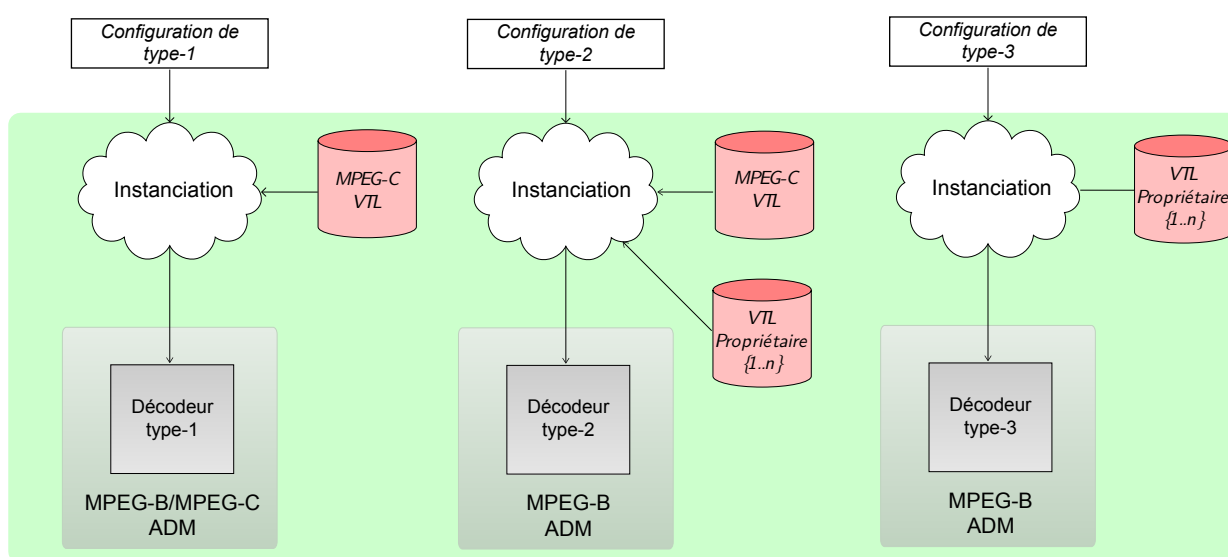 Configuration de
type-1
Configuration de
type-2
Configuration de
type-3
Instanciation
MPEG-C
VTL
Instanciation
MPEG-C
VTL
Instanciation
VTL
Propriétaire
{1..n}
VTL
Propriétaire
{1..n}
Décodeur
type-1
Décodeur
type-2
Décodeur
type-3
MPEG-B/MPEG-C
ADM
MPEG-B
ADM
MPEG-B
ADM